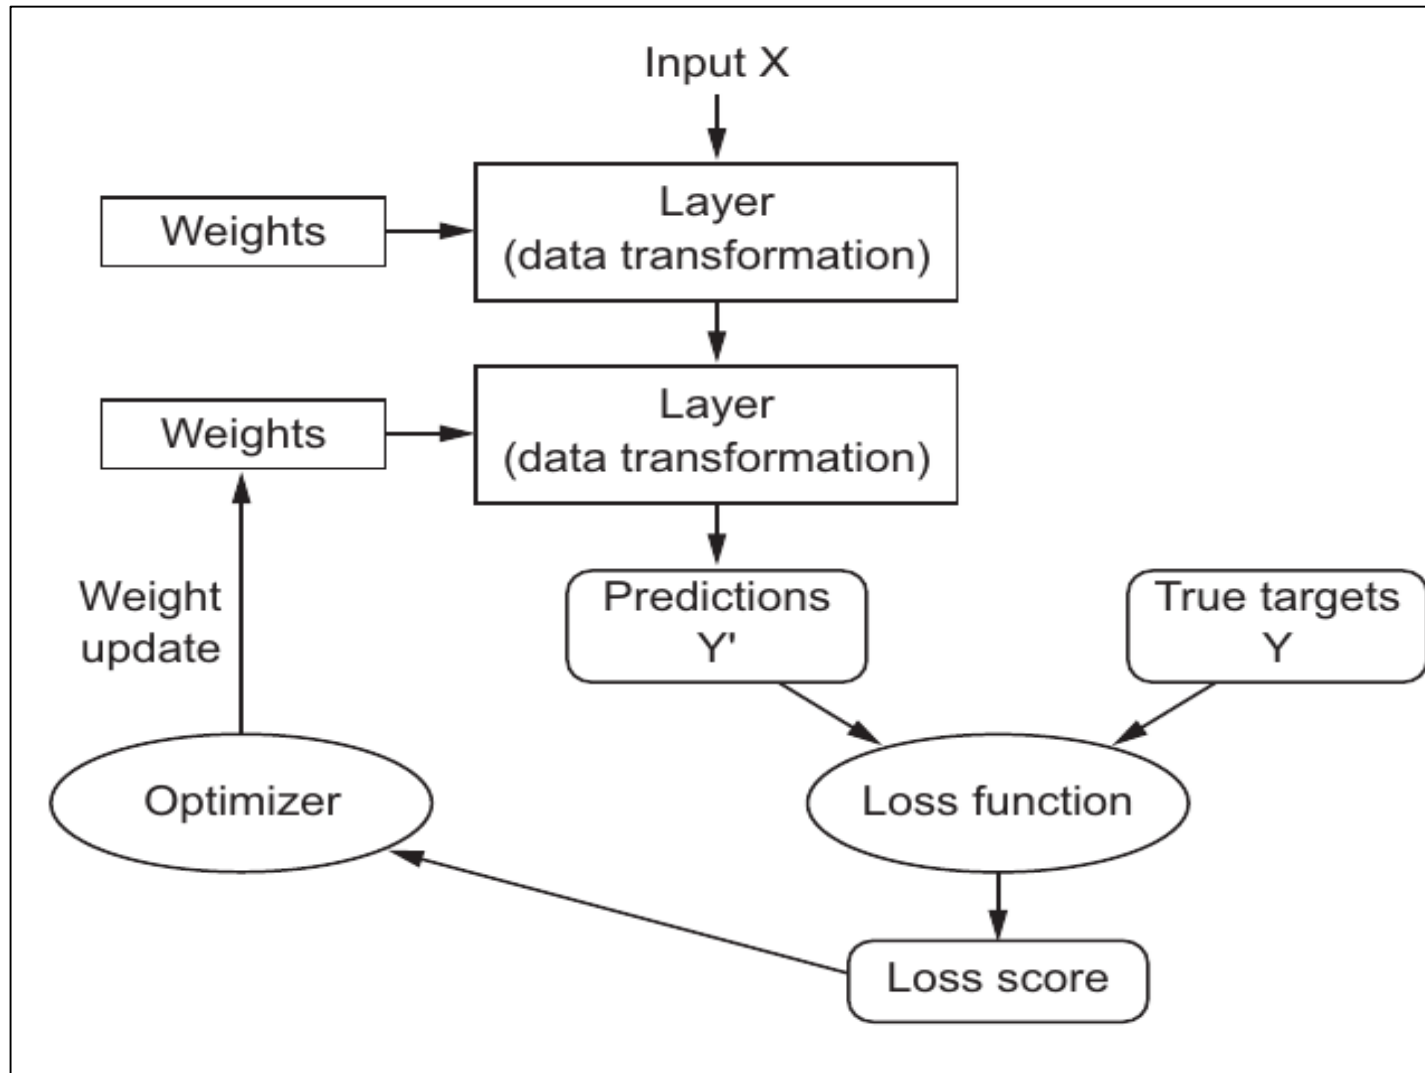 Input X
Weights
Layer
(data transformation)
Weights
Layer
(data transformation)
Weight
update
Predictions
Y'
True targets
Y
Optimizer
Loss function
Loss score